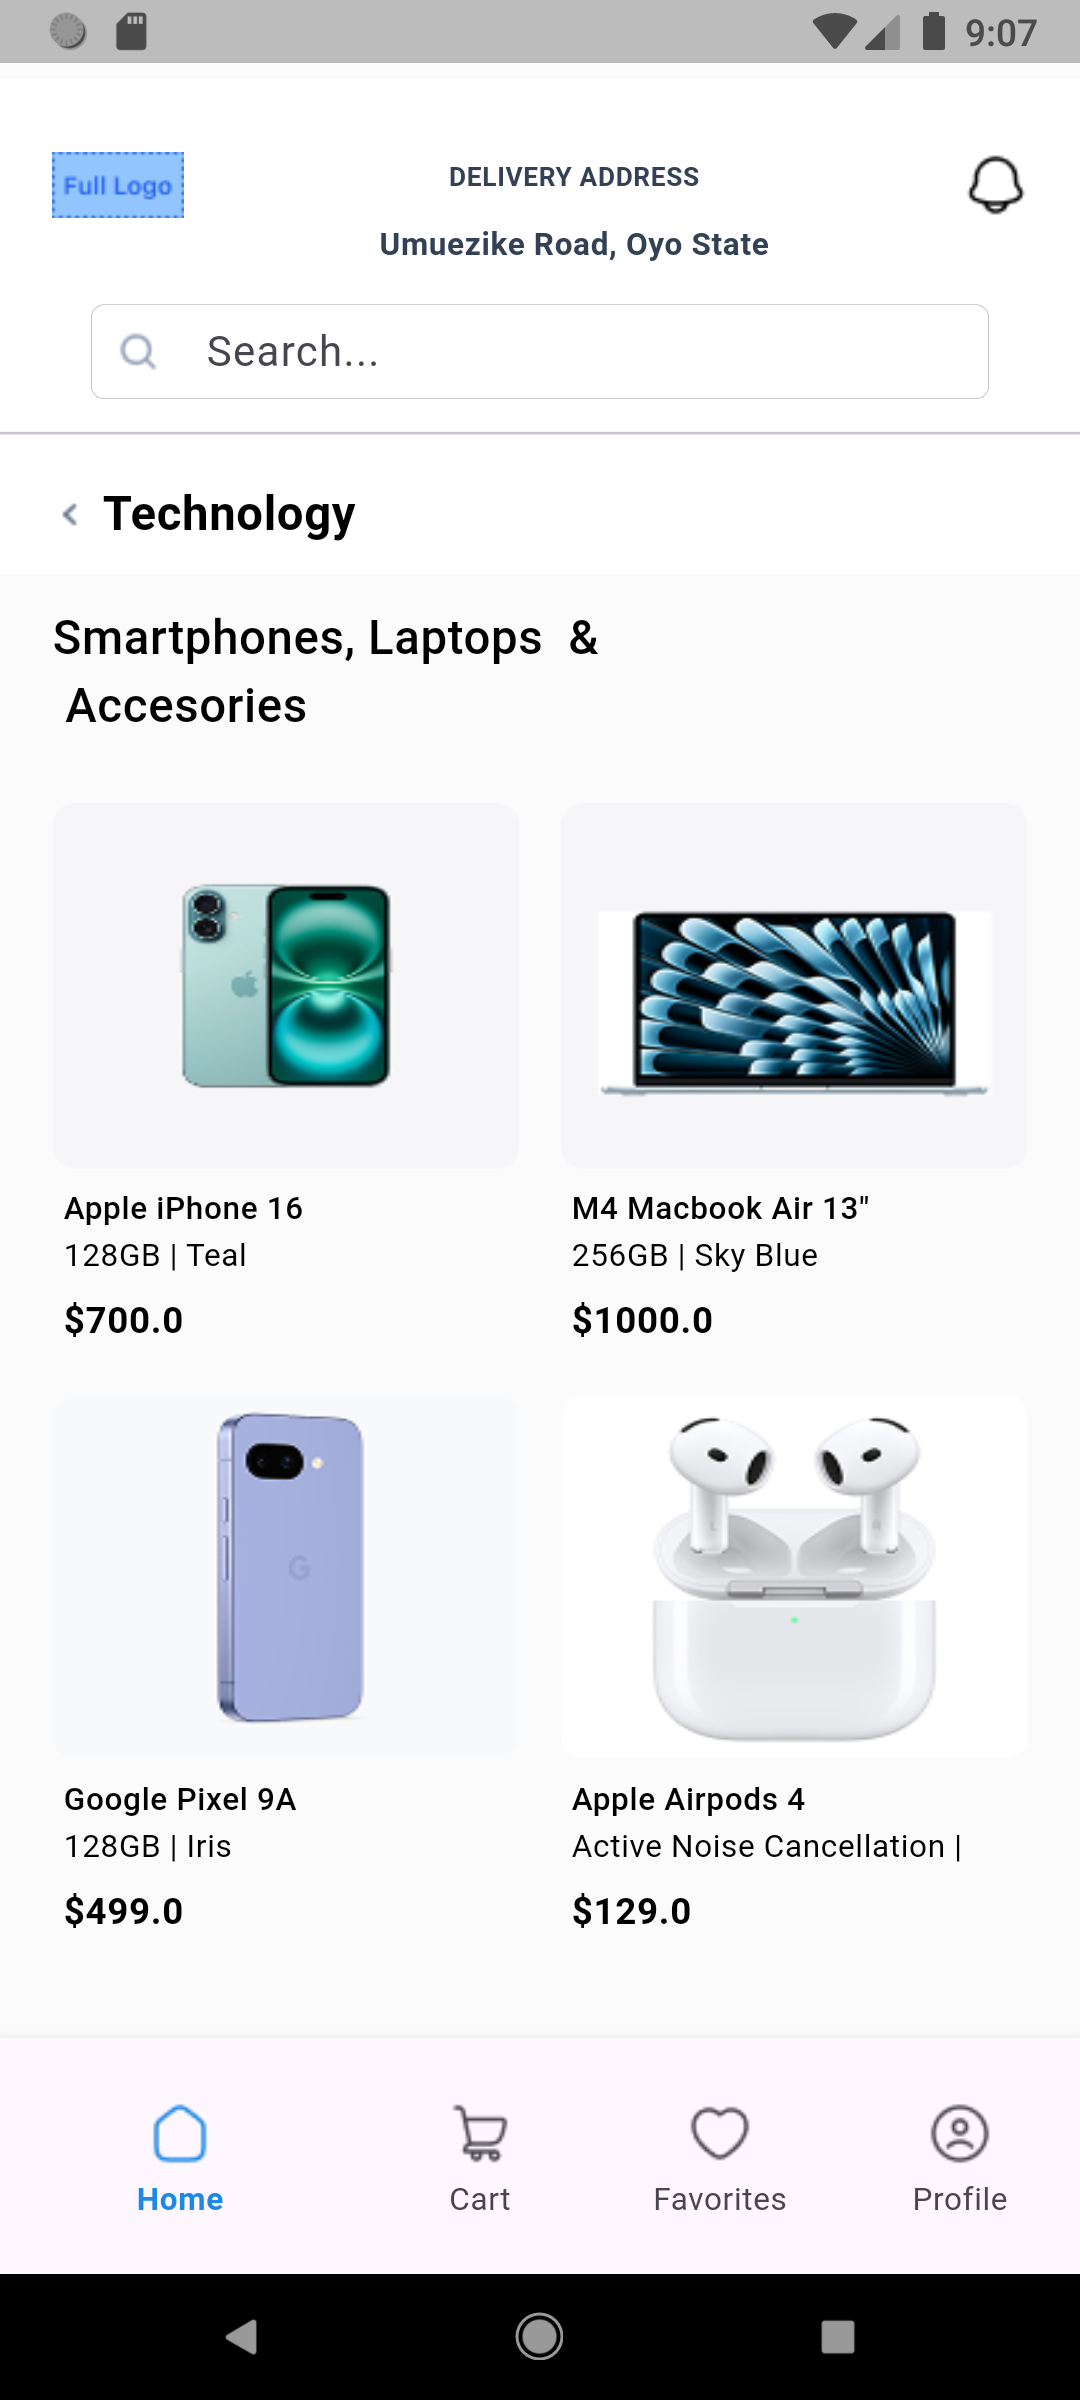 9:07
Full Logo
DELIVERY ADDRESS
Umuezike Road, Oyo State
Search...
Technology
Smartphones, Laptops  &
Accesories
Apple iPhone 16
128GB | Teal
$700.0
M4 Macbook Air 13"
256GB | Sky Blue
$1000.0
Google Pixel 9A
128GB | Iris
$499.0
Apple Airpods 4
Active Noise Cancellation |
$129.0
Home
Cart
Favorites
Profile